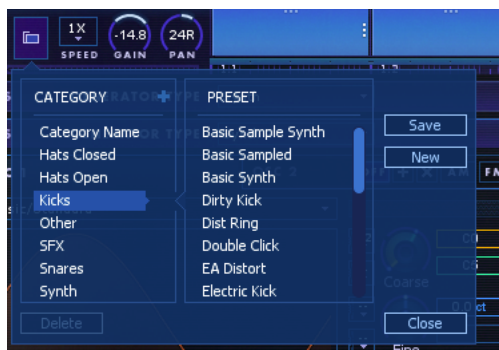 1X
-14.8
24R
SPEED
GAIN
PAN
CATEGORY
Category Name
Hats Closed
Hats Open
Kicks
Other
SFX
Snares
Synth
PRESET
Basic Sample Synth
Basic Sampled
Basic Synth
Dirty Kick
Dist Ring
Double Click
EA Distort
Electric Kick
Save
New
Delete
Close
Coarse